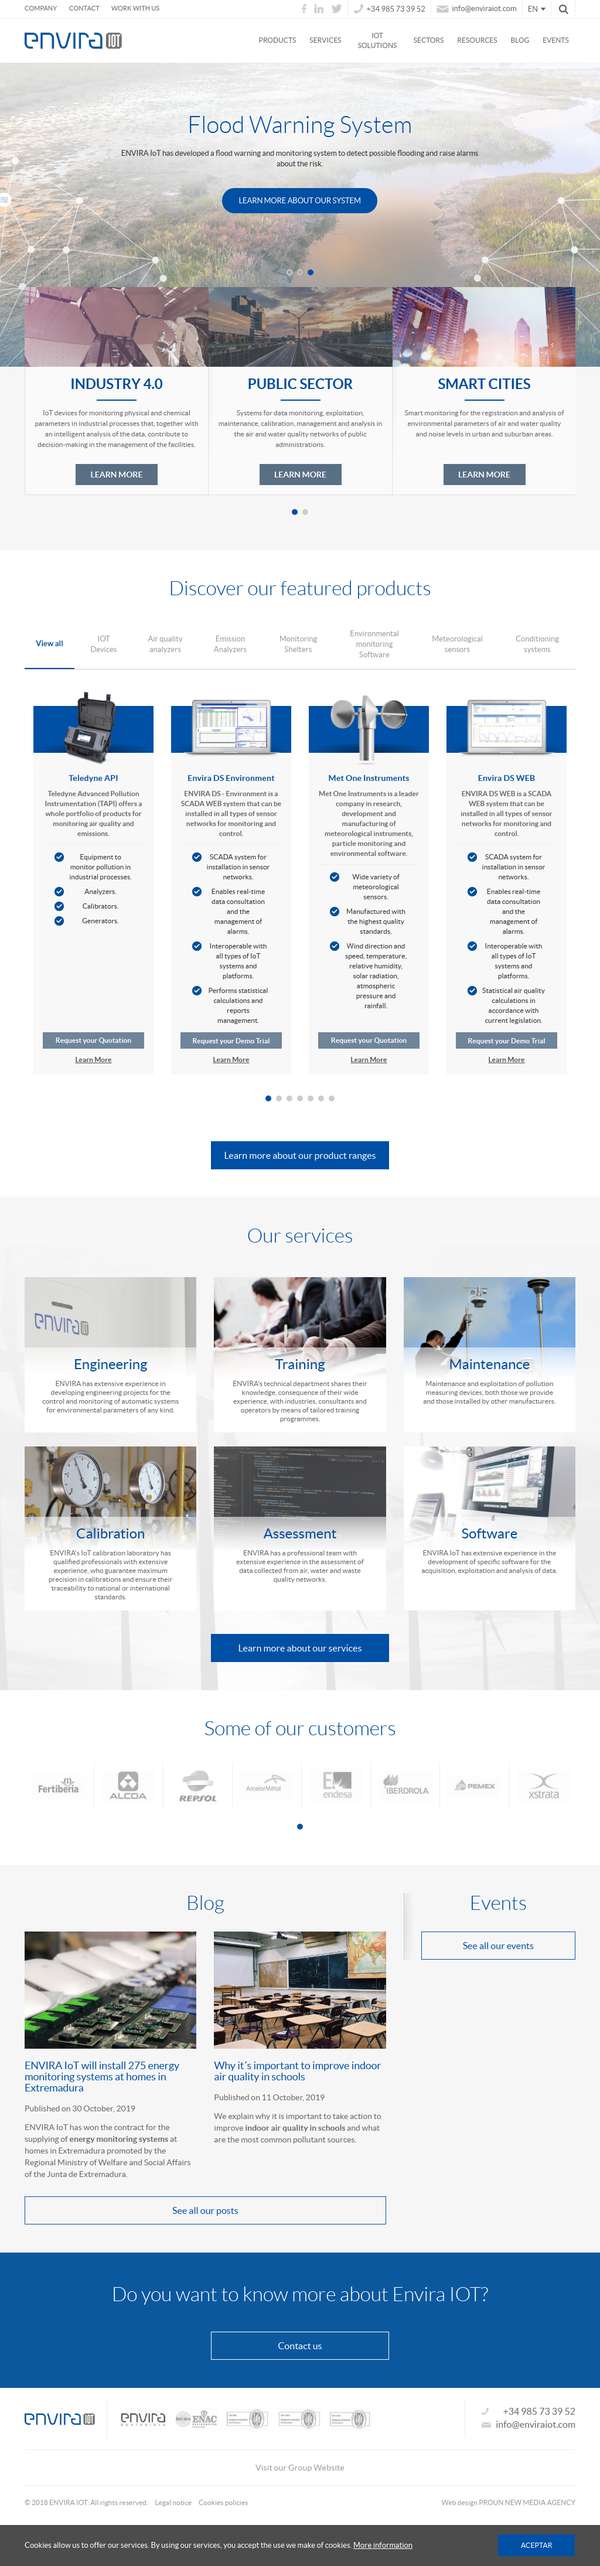 COMPANY CONTACT WORK WITH US
+34 985 73 39 52 info@enviraiot.com EN
envira IOT
PRODUCTS SERVICES IOT SOLUTIONS SECTORS RESOURCES BLOG EVENTS
Flood Warning System
ENVIRA IoT has developed a flood warning and monitoring system to detect possible flooding and raise alarms
about the risk.
LEARN MORE ABOUT OUR SYSTEM
INDUSTRY 4.0
IoT devices for monitoring physical and chemical
parameters in industrial processes that, together with
an intelligent analysis of the data, contribute to
decision-making in the management of the facilities.
LEARN MORE
PUBLIC SECTOR
Systems for data monitoring, exploitation,
maintenance, calibration, management and analysis in
the air and water quality networks of public
administrations.
LEARN MORE
SMART CITIES
Smart monitoring for the registration and analysis of
environmental parameters of air and water quality
and noise levels in urban and suburban areas.
LEARN MORE
Discover our featured products
View all
IOT
Devices
Air quality
analyzers
Emission
Analyzers
Monitoring
Shelters
Environmental
monitoring
Software
Meteorological
sensors
Conditioning
systems
Teledyne API
Teledyne Advanced Pollution
Instrumentation (TAPI) offers a
whole portfolio of products for
monitoring air quality and
emissions.
Equipment to
monitor pollution in
industrial processes.
Analyzers.
Calibrators.
Generators.
Request your Quotation
Learn More
Envira DS Environment
ENVIRA DS - Environment is a
SCADA WEB system that can be
installed in all types of sensor
networks for monitoring and
control.
SCADA system for
installation in sensor
networks.
Enables real-time
data consultation
and the
management of
alarms.
Interoperable with
all types of IoT
systems and
platforms.
Performs statistical
calculations and
reports
management.
Request your Demo Trial
Learn More
Met One Instruments
Met One Instruments is a leader
company in research,
development and
manufacturing of
meteorological instruments,
particle monitoring and
environmental software.
Wide variety of
meteorological
sensors.
Manufactured with
the highest quality
standards.
Wind direction and
speed, temperature,
relative humidity,
solar radiation,
atmospheric
pressure and
rainfall.
Request your Quotation
Learn More
Envira DS WEB
ENVIRA DS WEB is a SCADA
WEB system that can be
installed in all types of sensor
networks for monitoring and
control.
SCADA system for
installation in sensor
networks.
Enables real-time
data consultation
and the
management of
alarms.
Interoperable with
all types of IoT
systems and
platforms.
Statistical air quality
calculations in
accordance with
current legislation.
Request your Demo Trial
Learn More
Learn more about our product ranges
Our services
envira
Engineering
ENVIRA has extensive experience in
developing engineering projects for the
control and monitoring of automatic systems
for environmental parameters of any kind.
Training
ENVIRA's technical department shares their
knowledge, consequence of their wide
experience, with industries, consultants and
operators by means of tailored training
programmes.
Maintenance
Maintenance and exploitation of pollution
measuring devices, both those we provide
and those installed by other manufacturers.
Calibration
ENVIRA's IoT calibration laboratory has
qualified professionals with extensive
experience, who guarantee maximum
precision in calibrations and ensure their
traceability to national or international
standards.
Assessment
ENVIRA has a professional team with
extensive experience in the assessment of
data collected from air, water and waste
quality networks.
Software
ENVIRA IoT has extensive experience in the
development of specific software for the
acquisition, exploitation and analysis of data.
Learn more about our services
Some of our customers
Fertiberia
ALCOA
REPSOL
ArcelorMittal
endesa
IBERDROLA
PEMEX
xstrata
Blog
ENVIRA IoT will install 275 energy
monitoring systems at homes in
Extremadura
Published on 30 October, 2019
ENVIRA IoT has won the contract for the
supplying of energy monitoring systems at
homes in Extremadura promoted by the
Regional Ministry of Welfare and Social Affairs
of the Junta de Extremadura.
Why it´s important to improve indoor
air quality in schools
Published on 11 October, 2019
We explain why it is important to take action to
improve indoor air quality in schools and what
are the most common pollutant sources.
See all our posts
Events
See all our events
Do you want to know more about Envira IOT?
Contact us
envira IOT
envira
ENAC
+34 985 73 39 52
info@enviraiot.com
Visit our Group Website
© 2018 ENVIRA IOT. All rights reserved. Legal notice Cookies policies
Web design PROUN NEW MEDIA AGENCY
Cookies allow us to offer our services. By using our services, you accept the use we make of cookies. More information
ACEPTAR